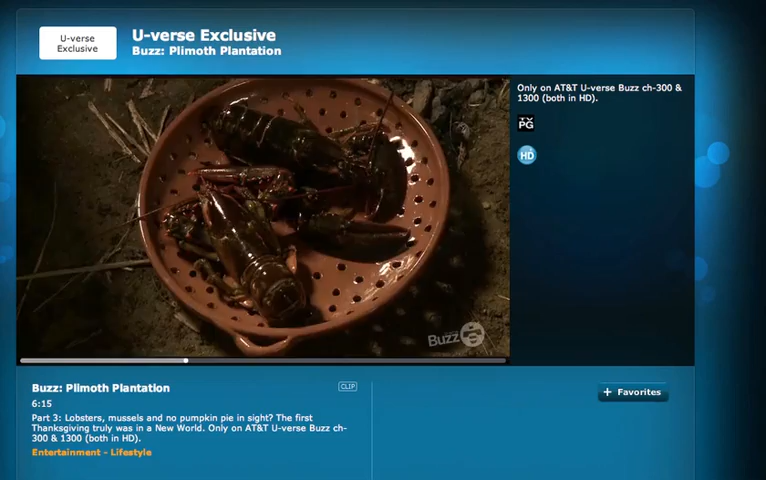 U-verse
Exclusive
U-verse Exclusive
Buzz: Plimoth Plantation
Only on AT&T U-verse Buzz ch-300 &
1300 (both in HD).
TV
PG
HD
Buzz
Buzz: Plimoth Plantation
CLIP
+ Favorites
6:15
Part 3: Lobsters, mussels and no pumpkin pie in sight? The first
Thanksgiving truly was in a New World. Only on AT&T U-verse Buzz ch-
300 & 1300 (both in HD).
Entertainment - Lifestyle